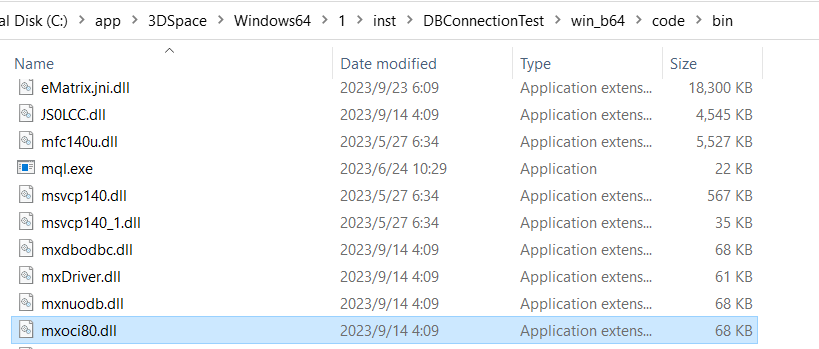 al Disk (C:) > app > 3DSpace > Windows64 > 1 > inst > DBConnectionTest > win_b64 > code > bin
Name Date modified Type Size
eMatrix.jni.dll 2023/9/23 6:09 Application extens... 18,300 KB
JS0LCC.dll 2023/9/14 4:09 Application extens... 4,545 KB
mfc140u.dll 2023/5/27 6:34 Application extens... 5,527 KB
mql.exe 2023/6/24 10:29 Application 22 KB
msvcp140.dll 2023/5/27 6:34 Application extens... 567 KB
msvcp140_1.dll 2023/5/27 6:34 Application extens... 35 KB
mxdbodbc.dll 2023/9/14 4:09 Application extens... 68 KB
mxDriver.dll 2023/9/14 4:09 Application extens... 61 KB
mxnuodb.dll 2023/9/14 4:09 Application extens... 68 KB
mxoci80.dll 2023/9/14 4:09 Application extens... 68 KB